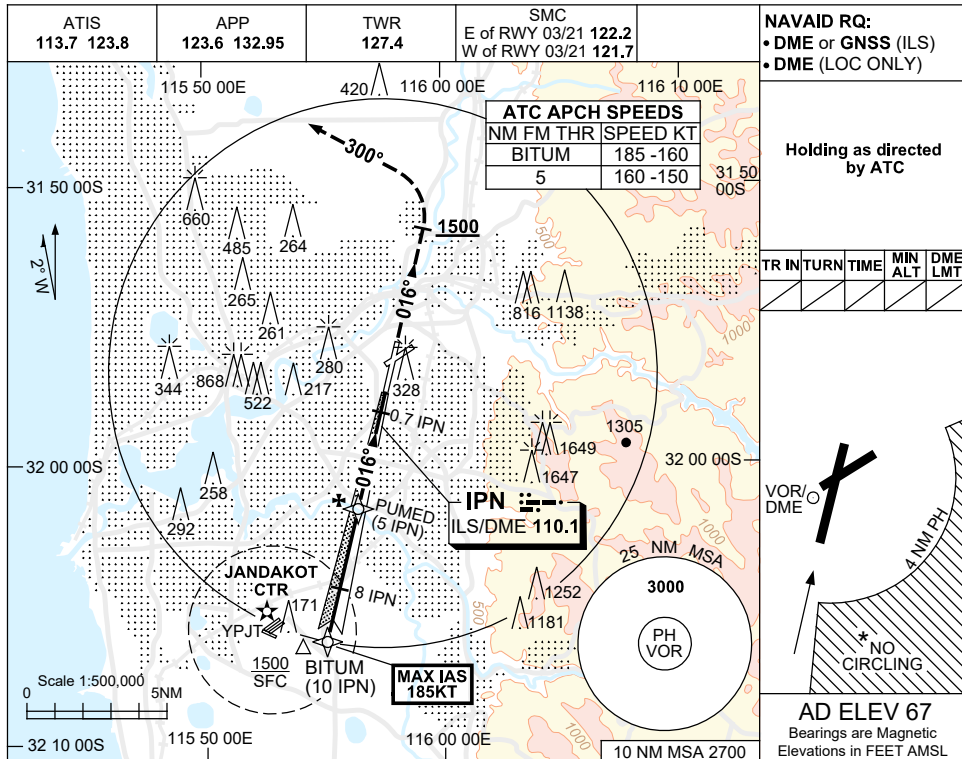 ATIS
113.7 123.8
APP
123.6 132.95
TWR
127.4
SMC
E of RWY 03/21 122.2
W of RWY 03/21 121.7
NAVAID RQ:
• DME or GNSS (ILS)
• DME (LOC ONLY)
Holding as directed
by ATC
TR IN
TURN
TIME
MIN
ALT
DME
LMT
115 50 00E
116 00 00E
116 10 00E
420
ATC APCH SPEEDS
NM FM THR
SPEED KT
BITUM
185 -160
5
160 -150
31 50 00S
31 50
00S
2° W
300°
1500
500
660
485
264
265
261
816
1138
1000
016°
344
868
522
217
280
328
0.7 IPN
1649
1647
1305
32 00 00S
32 00 00S
016°
258
292
PUMED
(5 IPN)
IPN
ILS/DME 110.1
1000
JANDAKOT
CTR
171
YPJT
8 IPN
1500
SFC
BITUM
(10 IPN)
MAX IAS
185KT
500
1252
1181
25 NM MSA
3000
PH
VOR
10 NM MSA 2700
Scale 1:500,000
0
5NM
32 10 00S
115 50 00E
116 00 00E
1000
VOR/
DME
4 NM PH
* NO
CIRCLING
AD ELEV 67
Bearings are Magnetic
Elevations in FEET AMSL